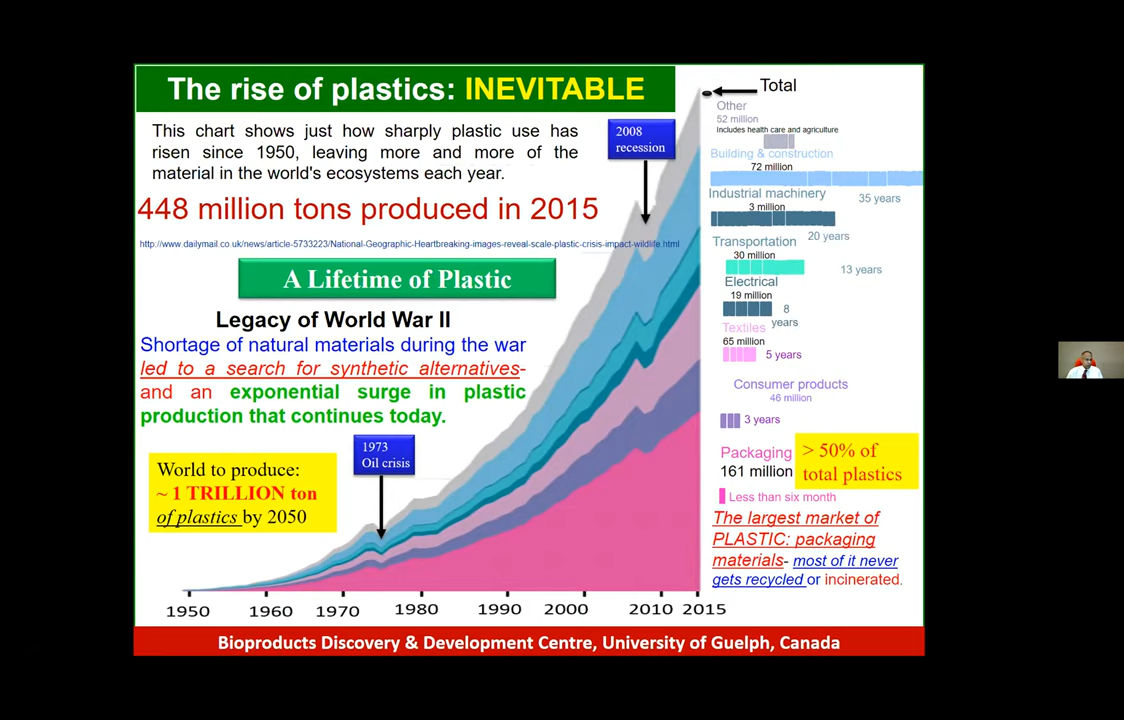 The rise of plastics: INEVITABLE
This chart shows just how sharply plastic use has
risen since 1950, leaving more and more of the
material in the world's ecosystems each year.
448 million tons produced in 2015
http://www.dailymail.co.uk/news/article-5733223/National-Geographic-Heartbreaking-images-reveal-scale-plastic-crisis-impact-wildlife.html
A Lifetime of Plastic
Legacy of World War II
Shortage of natural materials during the war
led to a search for synthetic alternatives-
and an exponential surge in plastic
production that continues today.
2008
recession
1973
Oil crisis
World to produce:
~ 1 TRILLION ton
of plastics by 2050
1950 1960 1970 1980 1990 2000 2010 2015
Total
Other
52 million
Includes health care and agriculture
Building & construction
72 million
35 years
Industrial machinery
3 million
20 years
Transportation
30 million
13 years
Electrical
19 million
8
years
Textiles
65 million
5 years
Consumer products
46 million
3 years
Packaging
161 million
> 50% of
total plastics
Less than six month
The largest market of
PLASTIC: packaging
materials- most of it never
gets recycled or incinerated.
Bioproducts Discovery & Development Centre, University of Guelph, Canada